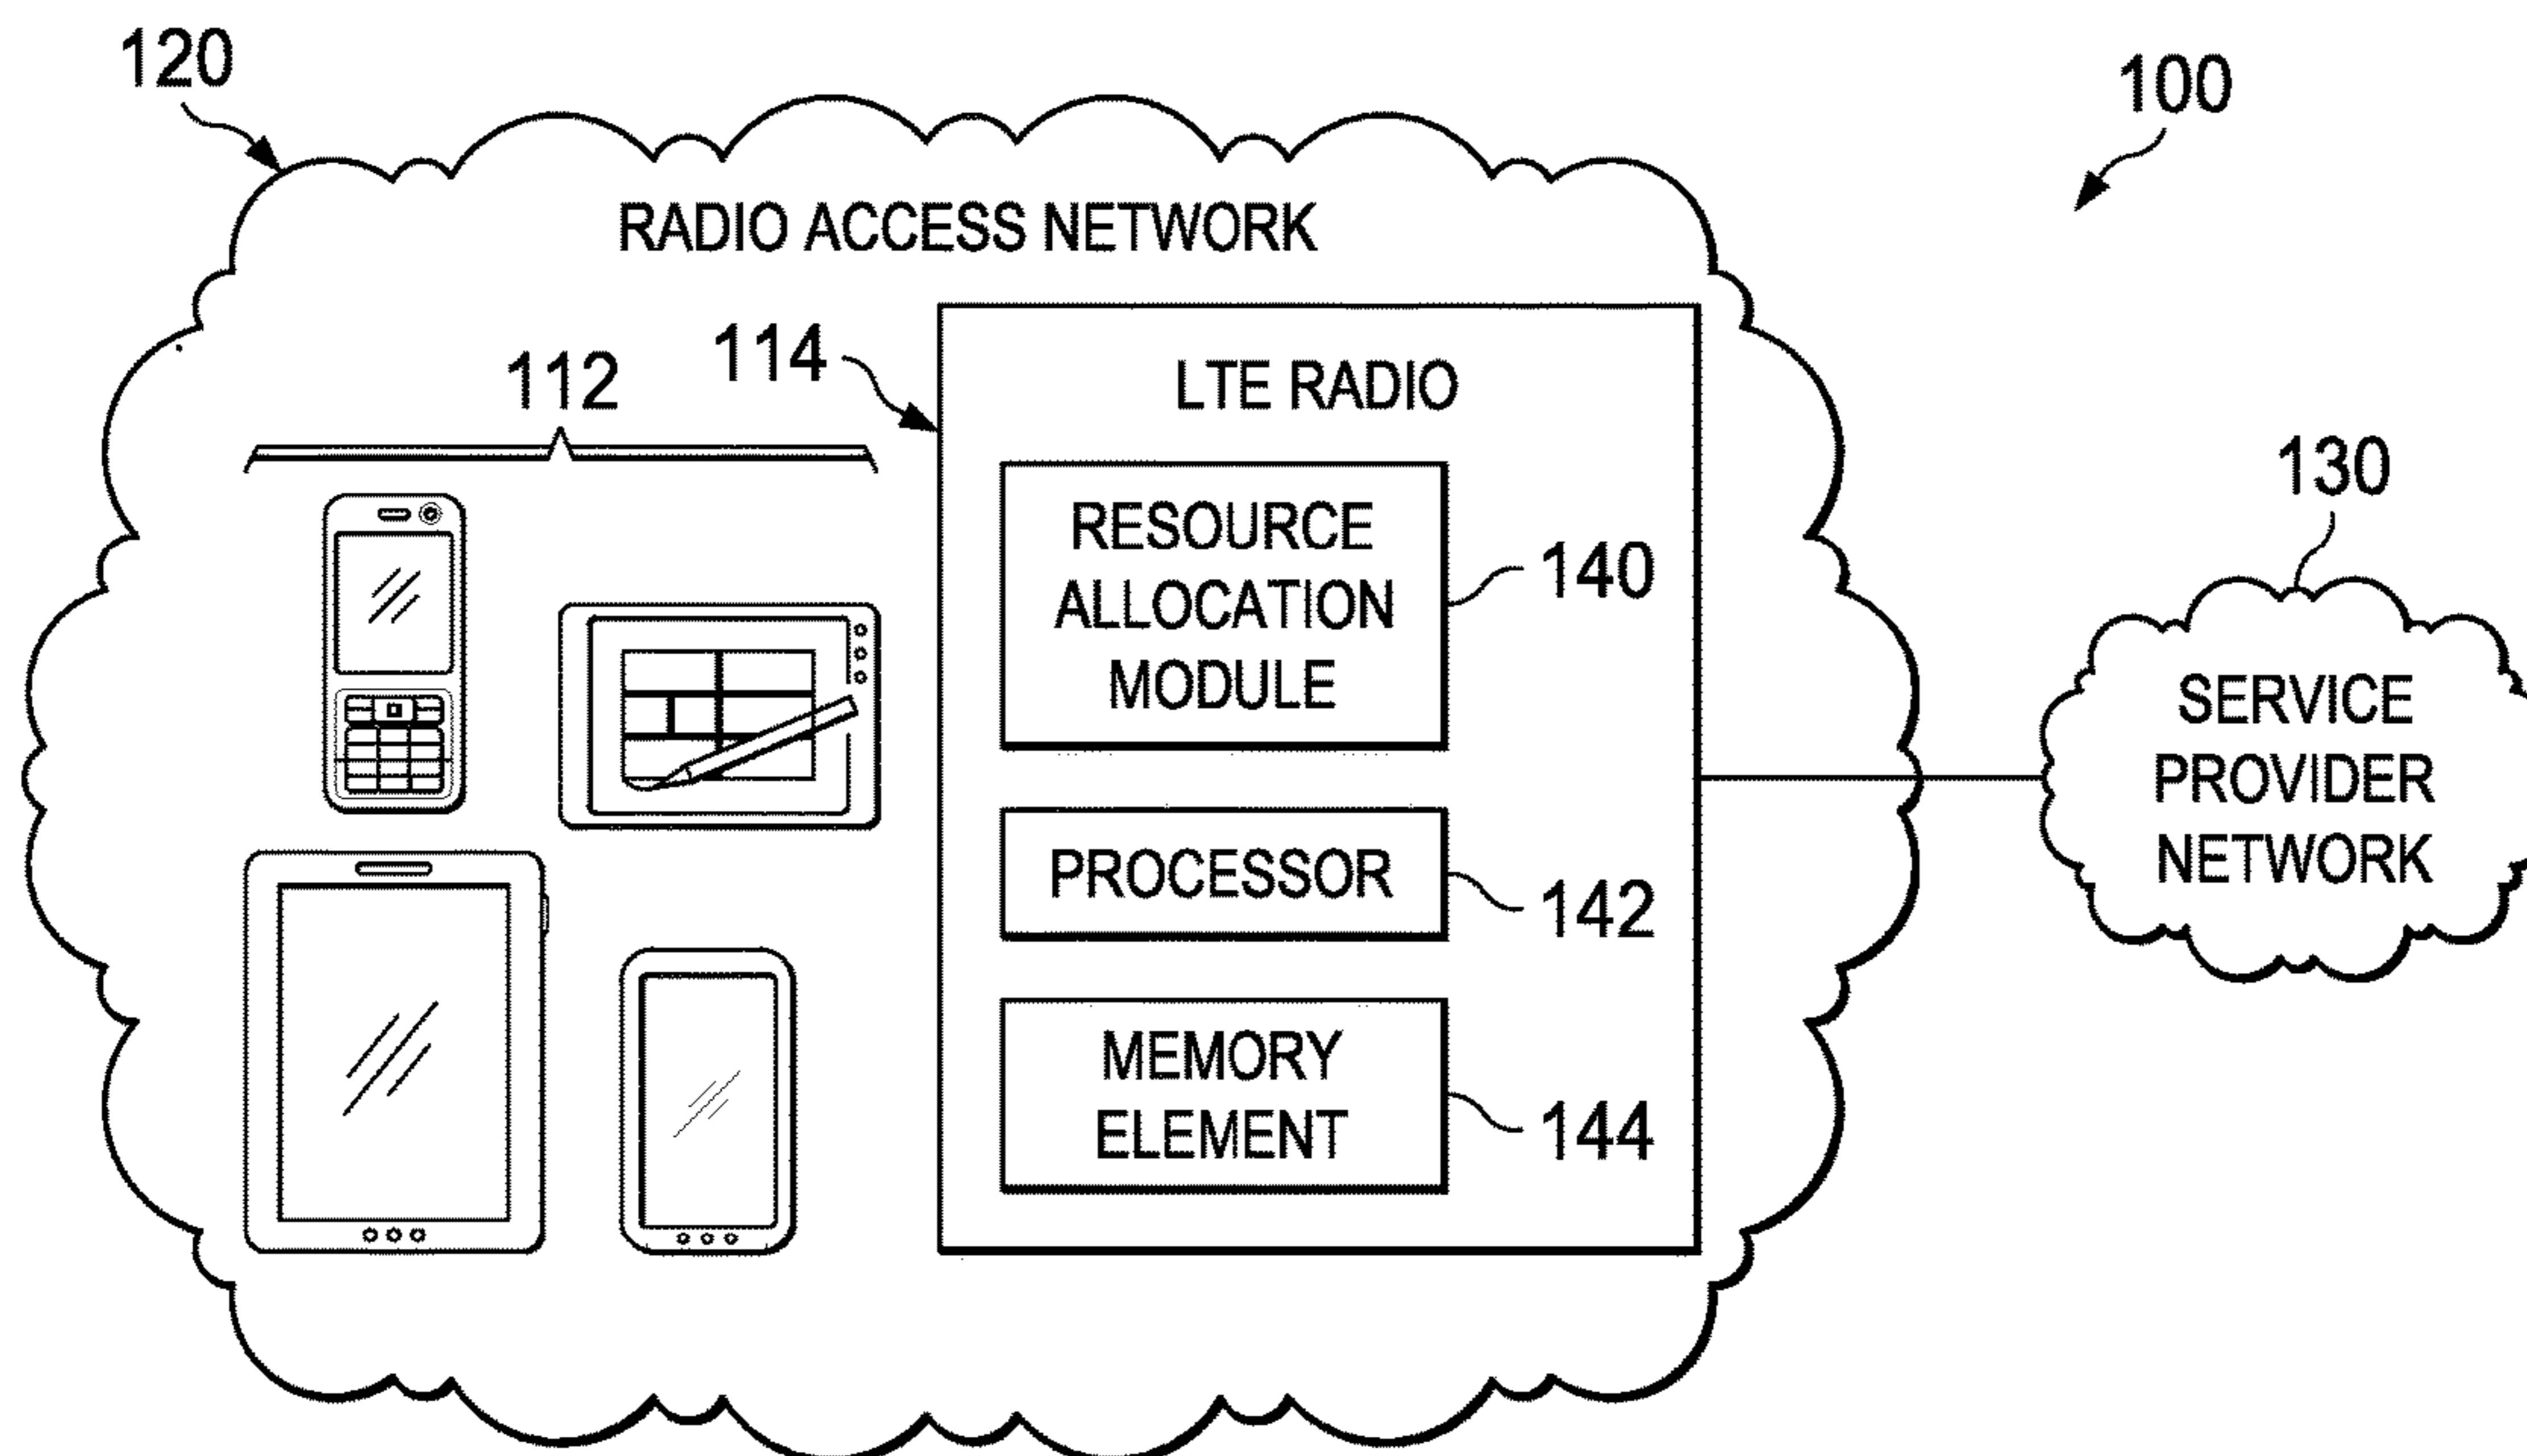 120
100
RADIO ACCESS NETWORK
112
114
LTE RADIO
RESOURCE
ALLOCATION
MODULE
140
PROCESSOR
142
MEMORY
ELEMENT
144
130
SERVICE
PROVIDER
NETWORK